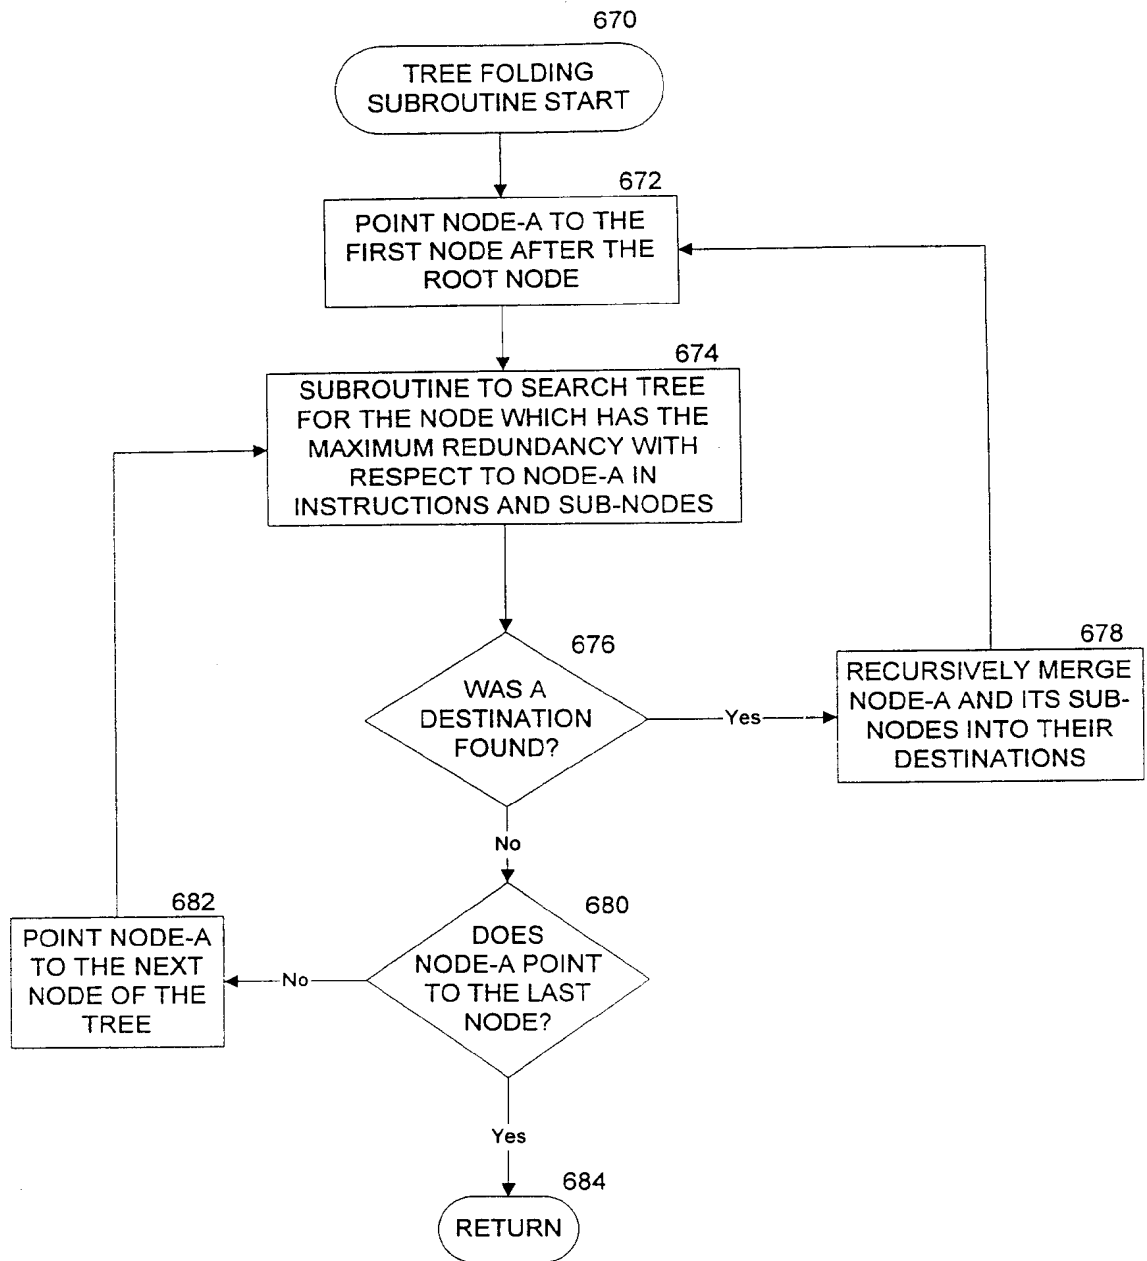 670
TREE FOLDING
SUBROUTINE START
672
POINT NODE-A TO THE
FIRST NODE AFTER THE
ROOT NODE
674
SUBROUTINE TO SEARCH TREE
FOR THE NODE WHICH HAS THE
MAXIMUM REDUNDANCY WITH
RESPECT TO NODE-A IN
INSTRUCTIONS AND SUB-NODES
676
WAS A
DESTINATION
FOUND?
Yes
678
RECURSIVELY MERGE
NODE-A AND ITS SUB-
NODES INTO THEIR
DESTINATIONS
No
680
DOES
NODE-A POINT
TO THE LAST
NODE?
No
682
POINT NODE-A
TO THE NEXT
NODE OF THE
TREE
Yes
684
RETURN